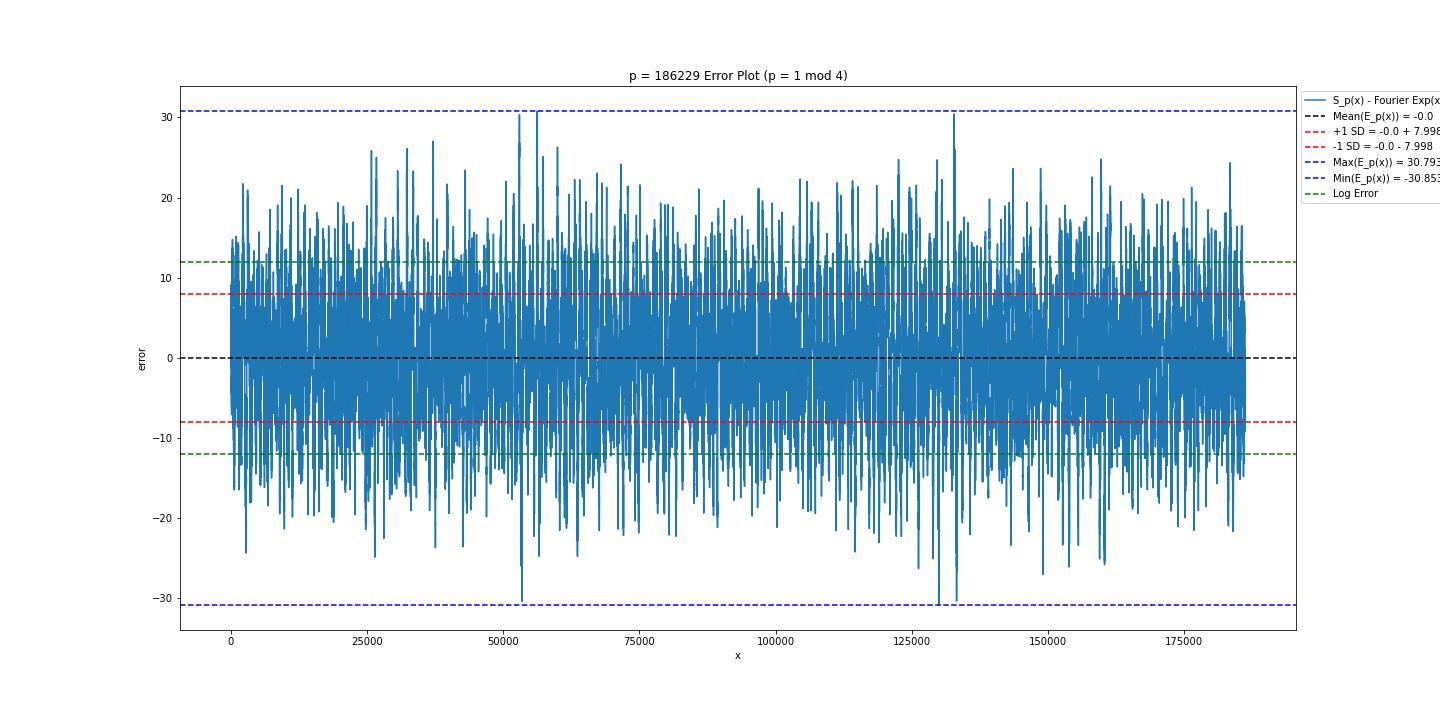 p = 186229 Error Plot (p = 1 mod 4)
30
20
10
0
−10
−20
−30
error
0
25000
50000
75000
100000
125000
150000
175000
x
S_p(x) - Fourier Exp(x
Mean(E_p(x)) = -0.0
+1 SD = -0.0 + 7.998
-1 SD = -0.0 - 7.998
Max(E_p(x)) = 30.793
Min(E_p(x)) = -30.853
Log Error